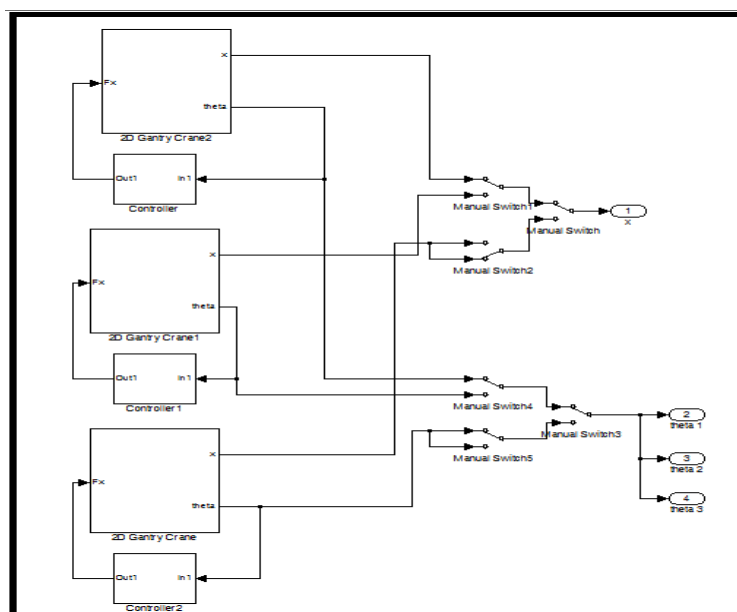 x
Fx
theta
2D Gantry Crane2
Out1
In1
Controller
Manual Switch1
Manual Switch
1
x
Manual Switch2
x
Fx
theta
2D Gantry Crane1
Out1
In1
Controller1
Manual Switch4
Manual Switch3
2
theta 1
Manual Switch5
3
theta 2
4
theta 3
x
Fx
theta
2D Gantry Crane
Out1
In1
Controller2